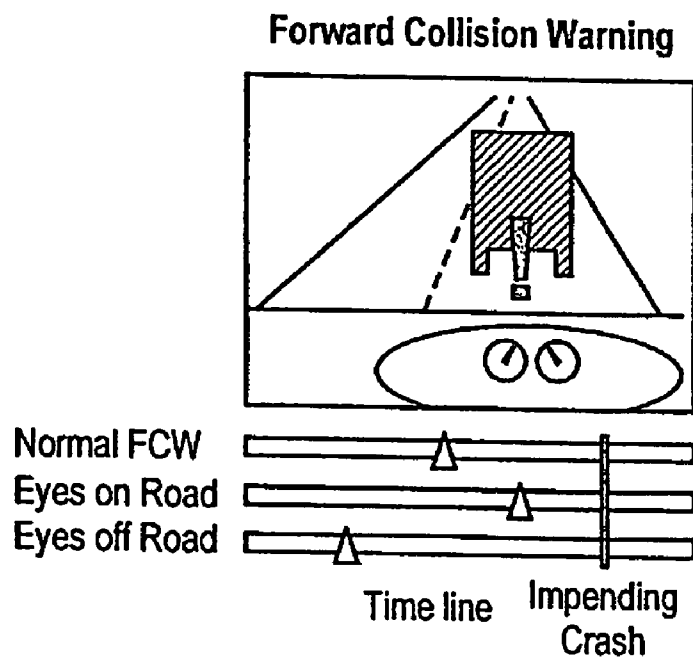 Forward Collision Warning
Normal FCW
Eyes on Road
Eyes off Road
Time line
Impending
Crash